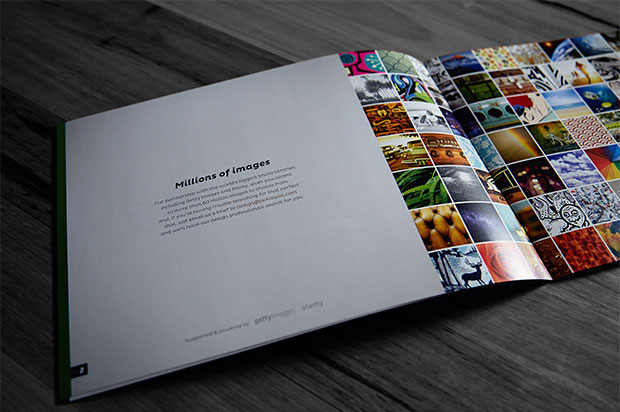 Millions of images
Our partnership with the world's biggest photo libraries,
including Getty Images and Alamy, gives you access
to more than 60 million images to choose from.
And, if you're having trouble searching for that perfect
shot, just email us a brief to
and we'll have our design professionals search for you
Supported & powered by gettyimages alamy
2